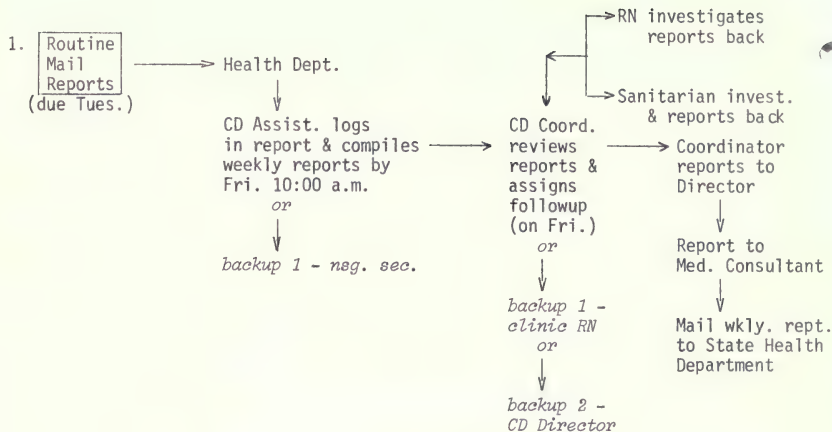 1. Routine
Mail
Reports
(due Tues.)
Health Dept.
CD Assist. logs
in report & compiles
weekly reports by
Fri. 10:00 a.m.
or
backup 1 - nsg. sec.
CD Coord.
reviews
reports &
assigns
followup
(on Fri.)
or
backup 1 -
clinic RN
or
backup 2 -
CD Director
RN investigates
reports back
Sanitarian invest.
& reports back
Coordinator
reports to
Director
Report to
Med. Consultant
Mail wkly. rept.
to State Health
Department